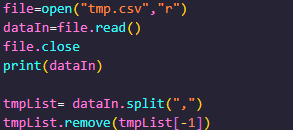 file=open("tmp.csv","r")
dataIn=file.read()
file.close
print(dataIn)
tmpList= dataIn.split(",")
tmpList.remove(tmpList[-1])